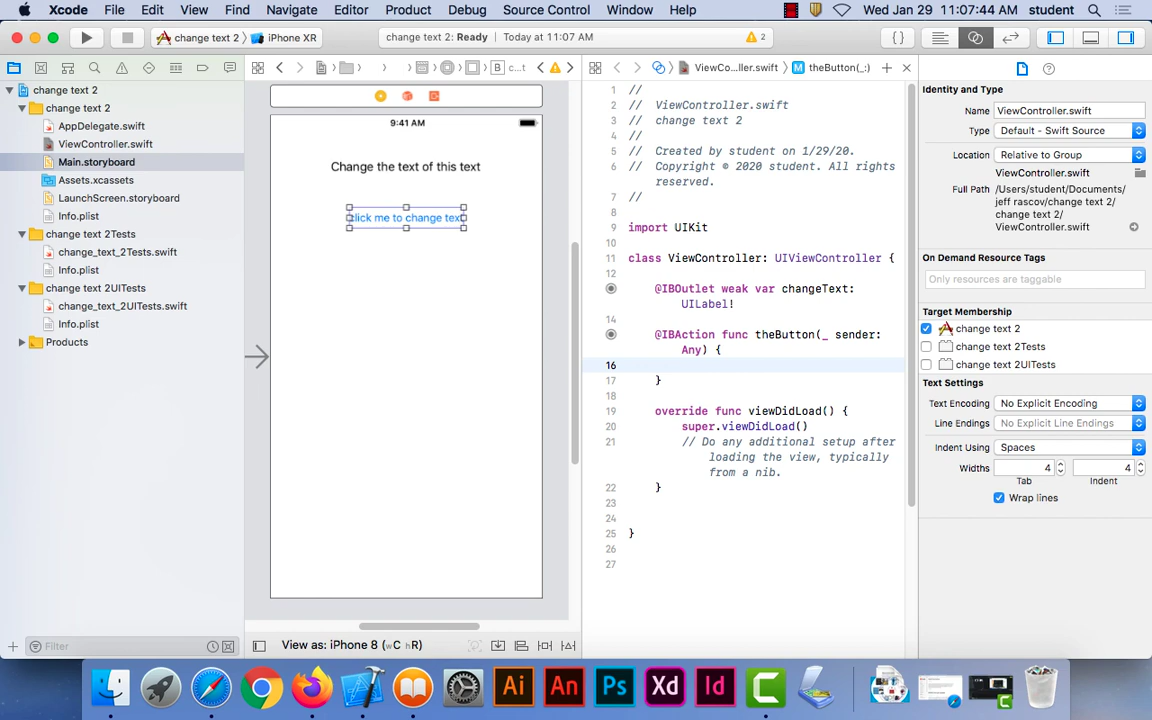 Xcode File Edit View Find Navigate Editor Product Debug Source Control Window Help Wed Jan 29 11:07:44 AM student
change text 2 iPhone XR change text 2: Ready Today at 11:07 AM 2
B c...t ViewCo...ller.swift M theButton(_:)
change text 2
change text 2
AppDelegate.swift
ViewController.swift
Main.storyboard
Assets.xcassets
LaunchScreen.storyboard
Info.plist
change text 2Tests
change_text_2Tests.swift
Info.plist
change text 2UITests
change_text_2UITests.swift
Info.plist
Products
Filter
9:41 AM
Change the text of this text
click me to change text
View as: iPhone 8 (wC hR)
1 //
2 // ViewController.swift
3 // change text 2
4 //
5 // Created by student on 1/29/20.
6 // Copyright © 2020 student. All rights
reserved.
7 //
8
9 import UIKit
10
11 class ViewController: UIViewController {
12
@IBOutlet weak var changeText:
UILabel!
14
@IBAction func theButton(_ sender:
Any) {
16
17 }
18
19 override func viewDidLoad() {
20 super.viewDidLoad()
21 // Do any additional setup after
loading the view, typically
from a nib.
22 }
23
24
25 }
26
27
Identity and Type
Name ViewController.swift
Type Default - Swift Source
Location Relative to Group
ViewController.swift
Full Path /Users/student/Documents/
jeff rascov/change text 2/
change text 2/
ViewController.swift
On Demand Resource Tags
Only resources are taggable
Target Membership
change text 2
change text 2Tests
change text 2UITests
Text Settings
Text Encoding No Explicit Encoding
Line Endings No Explicit Line Endings
Indent Using Spaces
Widths 4 4
Tab Indent
Wrap lines
Ai An Ps Xd Id C